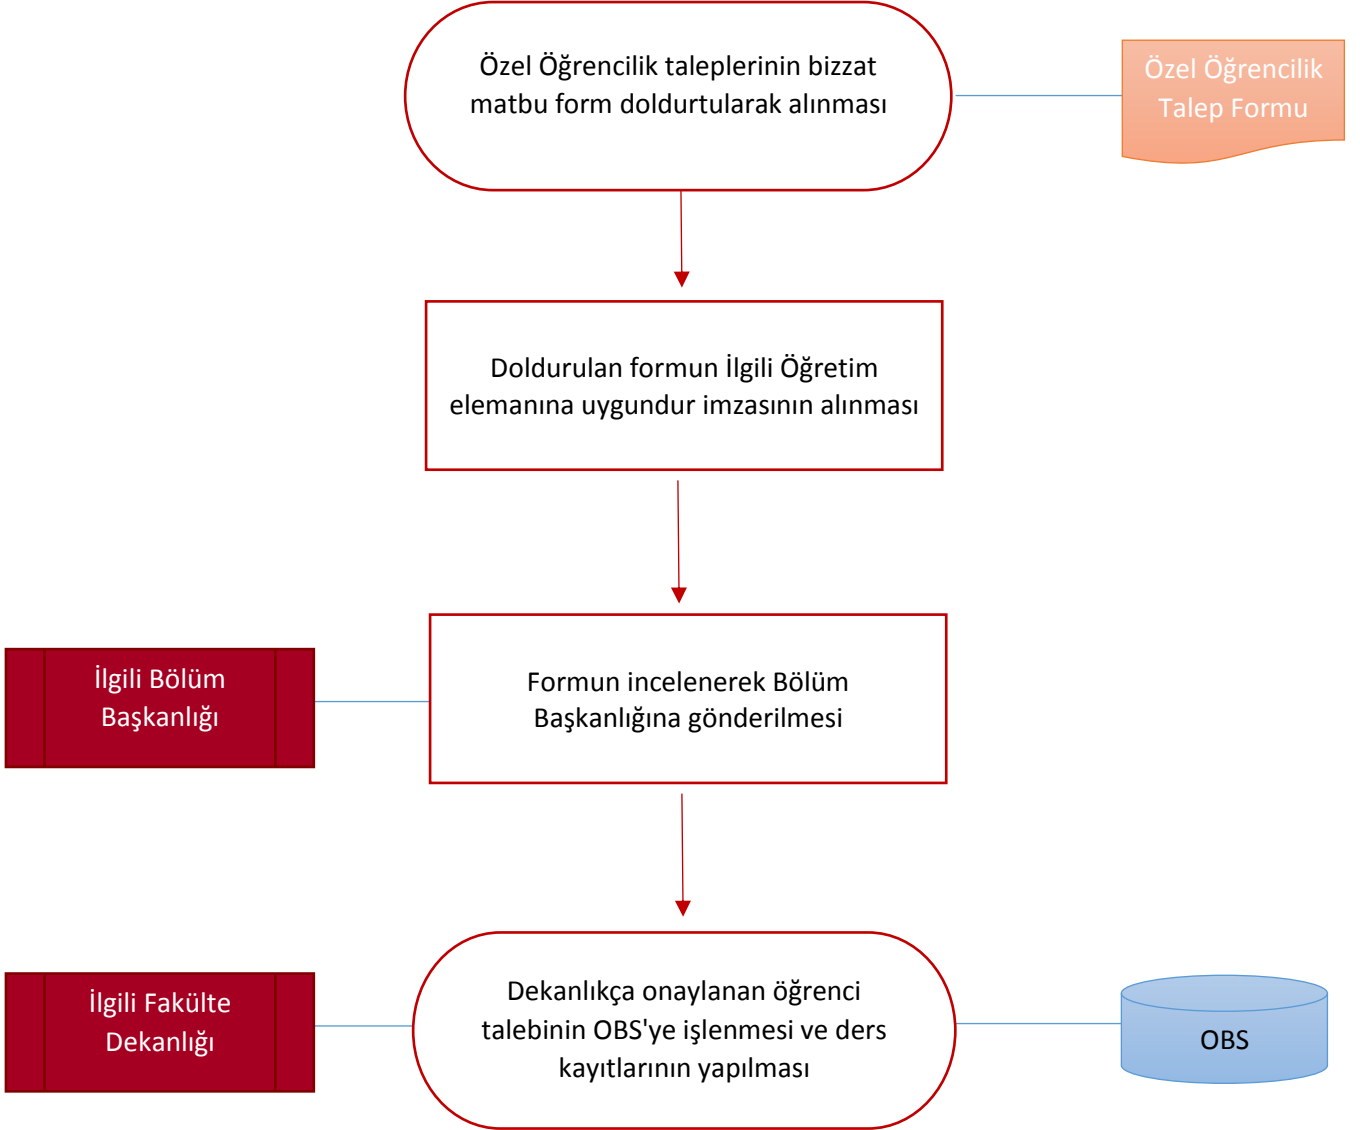 Özel Öğrencilik taleplerinin bizzat
matbu form doldurtularak alınması
Özel Öğrencilik
Talep Formu
Doldurulan formun İlgili Öğretim
elemanına uygundur imzasının alınması
İlgili Bölüm
Başkanlığı
Formun incelenerek Bölüm
Başkanlığına gönderilmesi
İlgili Fakülte
Dekanlığı
Dekanlıkça onaylanan öğrenci
talebinin OBS'ye işlenmesi ve ders
kayıtlarının yapılması
OBS